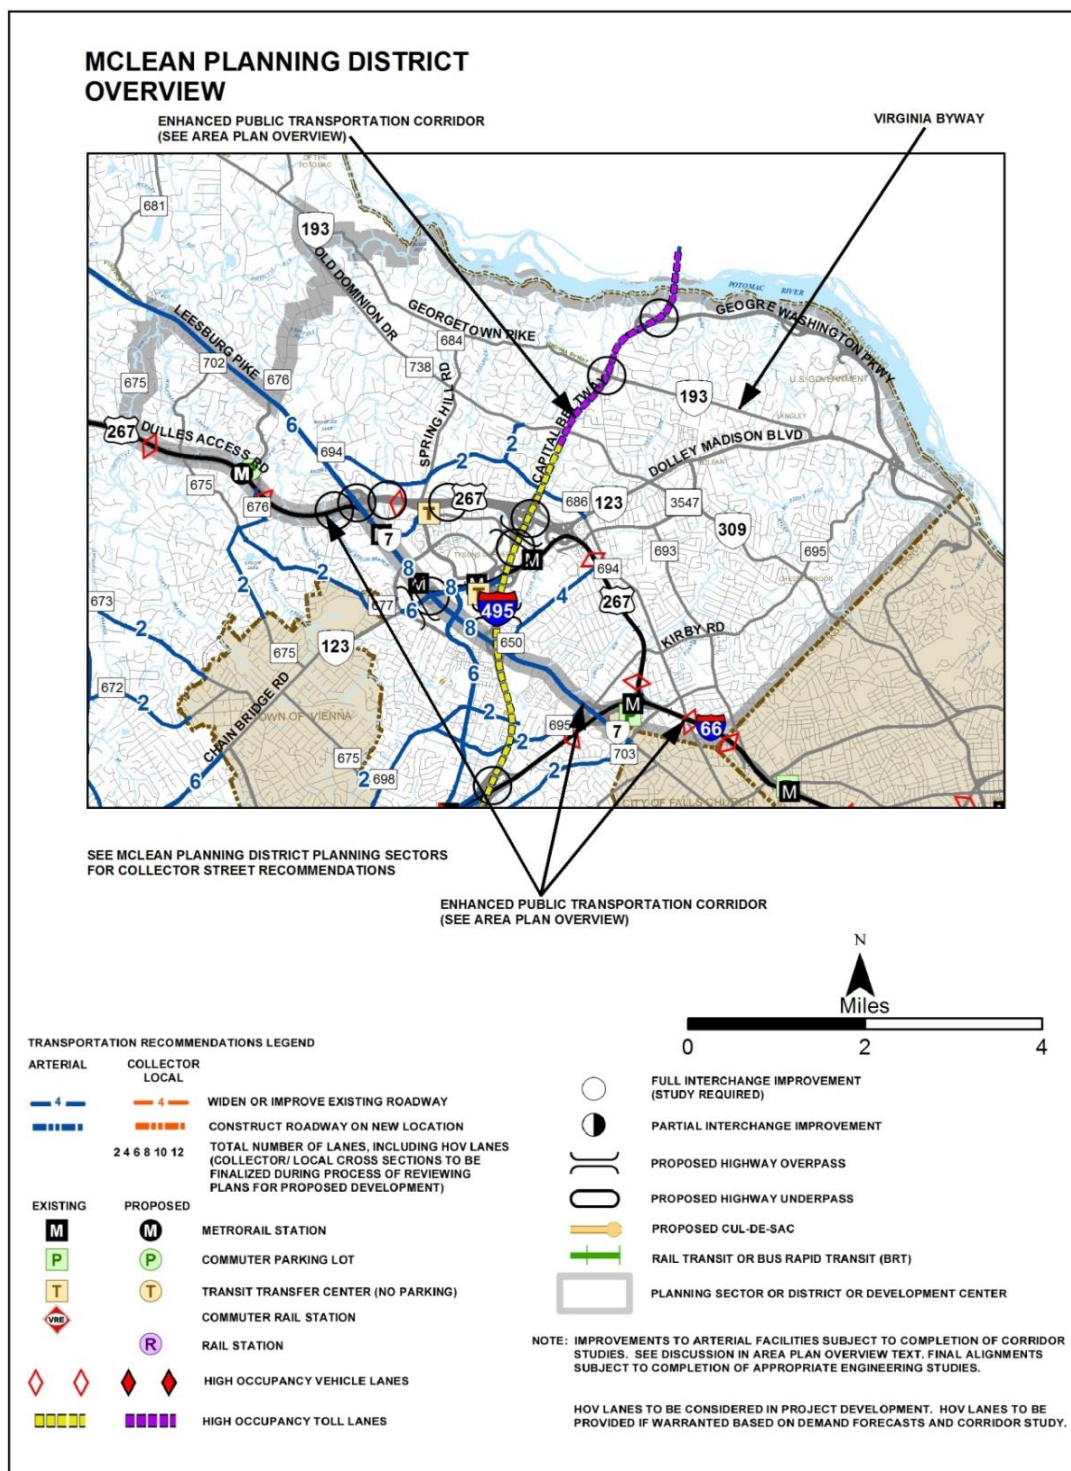 MCLEAN PLANNING DISTRICT
OVERVIEW
ENHANCED PUBLIC TRANSPORTATION CORRIDOR
(SEE AREA PLAN OVERVIEW)
VIRGINIA BYWAY
OF THE
POTOMAC
681
193
OLD DOMINION DR
POTOMAC
RIVER
GEOGRE WASHINGTON PKWY
LEESBURG PIKE
GEORGETOWN PIKE
684
738
702
675
676
SPRING HILL RD
CAPITAL BELTWAY
U.S. GOVERNMENT
193
LANGLEY
267
DULLES ACCESS RD
6
694
2
2
DOLLEY MADISON BLVD
MCLEAN
M
675
676
267
T
686
123
3547
309
7
8
TYSONS
M
693
695
694
CHESTERBROOK
2
2
M
M
8
T
4
267
673
677
6
495
8
650
KIRBY RD
2
123
675
6
672
2
CHAIN BRIDGE RD
TOWN OF VIENNA
2
695
M
7
66
703
675
2
698
2
6
CITY OF FALLS CHURCH
M
SEE MCLEAN PLANNING DISTRICT PLANNING SECTORS
FOR COLLECTOR STREET RECOMMENDATIONS
ENHANCED PUBLIC TRANSPORTATION CORRIDOR
(SEE AREA PLAN OVERVIEW)
N
Miles
0 2 4
TRANSPORTATION RECOMMENDATIONS LEGEND
ARTERIAL
COLLECTOR
LOCAL
4 4 WIDEN OR IMPROVE EXISTING ROADWAY
CONSTRUCT ROADWAY ON NEW LOCATION
2 4 6 8 10 12 TOTAL NUMBER OF LANES, INCLUDING HOV LANES
(COLLECTOR/ LOCAL CROSS SECTIONS TO BE
FINALIZED DURING PROCESS OF REVIEWING
PLANS FOR PROPOSED DEVELOPMENT)
EXISTING PROPOSED
M M METRORAIL STATION
P P COMMUTER PARKING LOT
T T TRANSIT TRANSFER CENTER (NO PARKING)
VRE COMMUTER RAIL STATION
R RAIL STATION
HIGH OCCUPANCY VEHICLE LANES
HIGH OCCUPANCY TOLL LANES
FULL INTERCHANGE IMPROVEMENT
(STUDY REQUIRED)
PARTIAL INTERCHANGE IMPROVEMENT
PROPOSED HIGHWAY OVERPASS
PROPOSED HIGHWAY UNDERPASS
PROPOSED CUL-DE-SAC
RAIL TRANSIT OR BUS RAPID TRANSIT (BRT)
PLANNING SECTOR OR DISTRICT OR DEVELOPMENT CENTER
NOTE: IMPROVEMENTS TO ARTERIAL FACILITIES SUBJECT TO COMPLETION OF CORRIDOR
STUDIES. SEE DISCUSSION IN AREA PLAN OVERVIEW TEXT. FINAL ALIGNMENTS
SUBJECT TO COMPLETION OF APPROPRIATE ENGINEERING STUDIES.
HOV LANES TO BE CONSIDERED IN PROJECT DEVELOPMENT. HOV LANES TO BE
PROVIDED IF WARRANTED BASED ON DEMAND FORECASTS AND CORRIDOR STUDY.